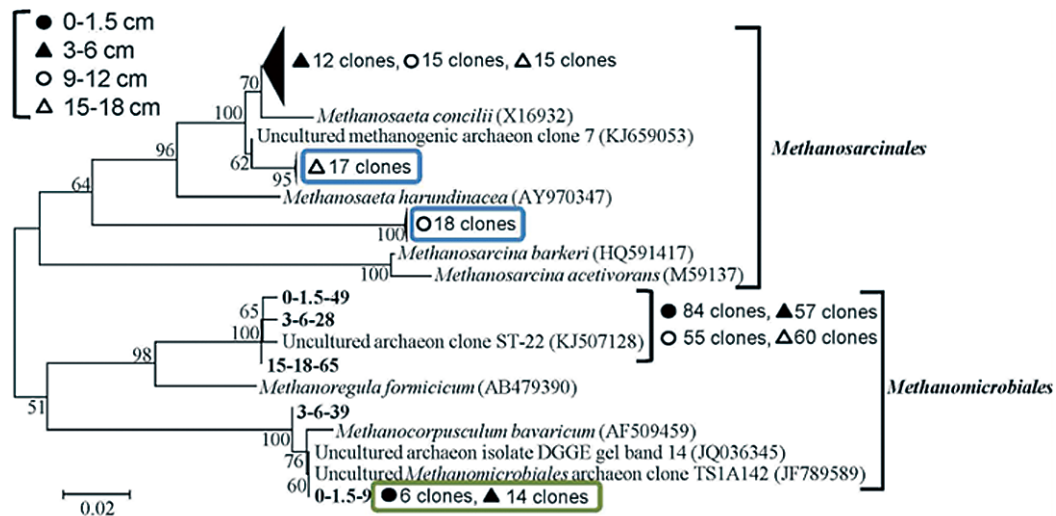 ● 0-1.5 cm
▲ 3-6 cm
○ 9-12 cm
△ 15-18 cm
▲12 clones, ○15 clones, △15 clones
70
Methanosaeta concilii (X16932)
100
Uncultured methanogenic archaeon clone 7 (KJ659053)
96
62
△17 clones
95
Methanosarcinales
64
Methanosaeta harundinacea (AY970347)
○18 clones
100
Methanosarcina barkeri (HQ591417)
100
Methanosarcina acetivorans (M59137)
0-1.5-49
65
3-6-28
● 84 clones, ▲57 clones
100
Uncultured archaeon clone ST-22 (KJ507128)
○ 55 clones, △60 clones
98
15-18-65
Methanoregula formicicum (AB479390)
Methanomicrobiales
51
3-6-39
100
Methanocorpusculum bavaricum (AF509459)
Uncultured archaeon isolate DGGE gel band 14 (JQ036345)
76
Uncultured Methanomicrobiales archaeon clone TS1A142 (JF789589)
60
0-1.5-9 ●6 clones, ▲ 14 clones
0.02